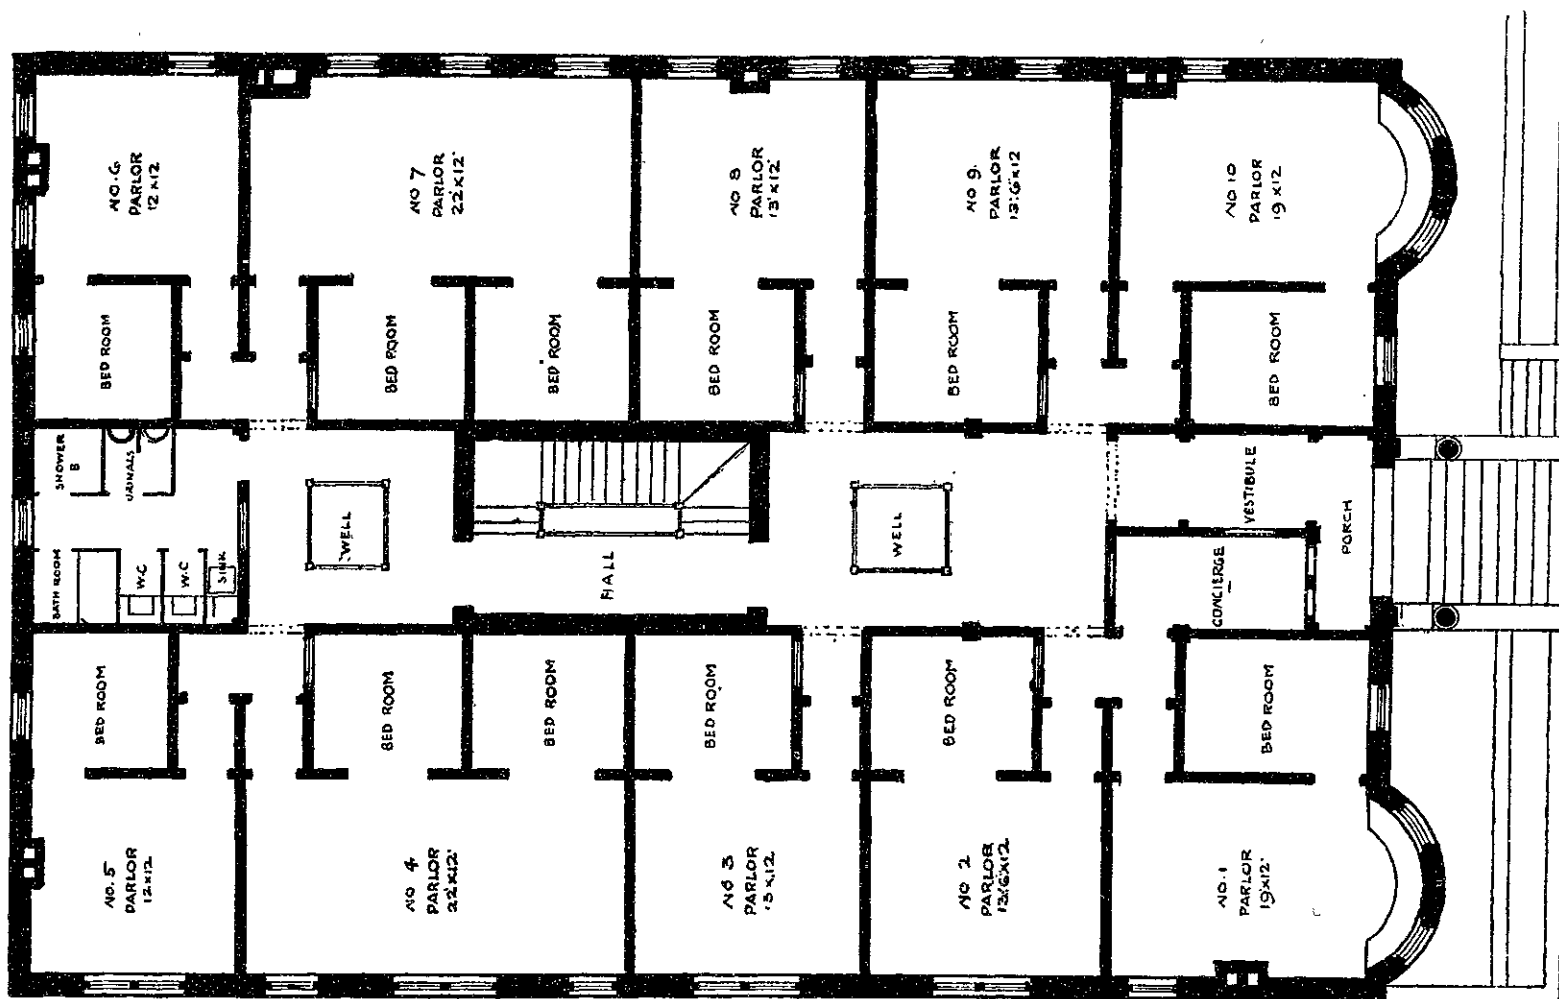 NO. 6
PARLOR
12 X 12
NO 7
PARLOR
22' X 12'
NO 8
PARLOR
13' X 12'
NO 9.
PARLOR
13'.6" X 12
NO 10
PARLOR
19 X 12
BED ROOM
BED ROOM
BED ROOM
BED ROOM
BED ROOM
BED ROOM
SHOWER
B
URINALS
BATH ROOM
W.C
W.C
SINK
WELL
HALL
WELL
VESTIBULE
CONCIERGE
PORCH
BED ROOM
BED ROOM
BED ROOM
BED ROOM
BED ROOM
BED ROOM
NO. 5
PARLOR
12 X 12
NO 4
PARLOR
22' X 12'
NO 3
PARLOR
13 X 12
NO 2
PARLOR
13'.6" X 12
NO. 1
PARLOR
19' X 12'